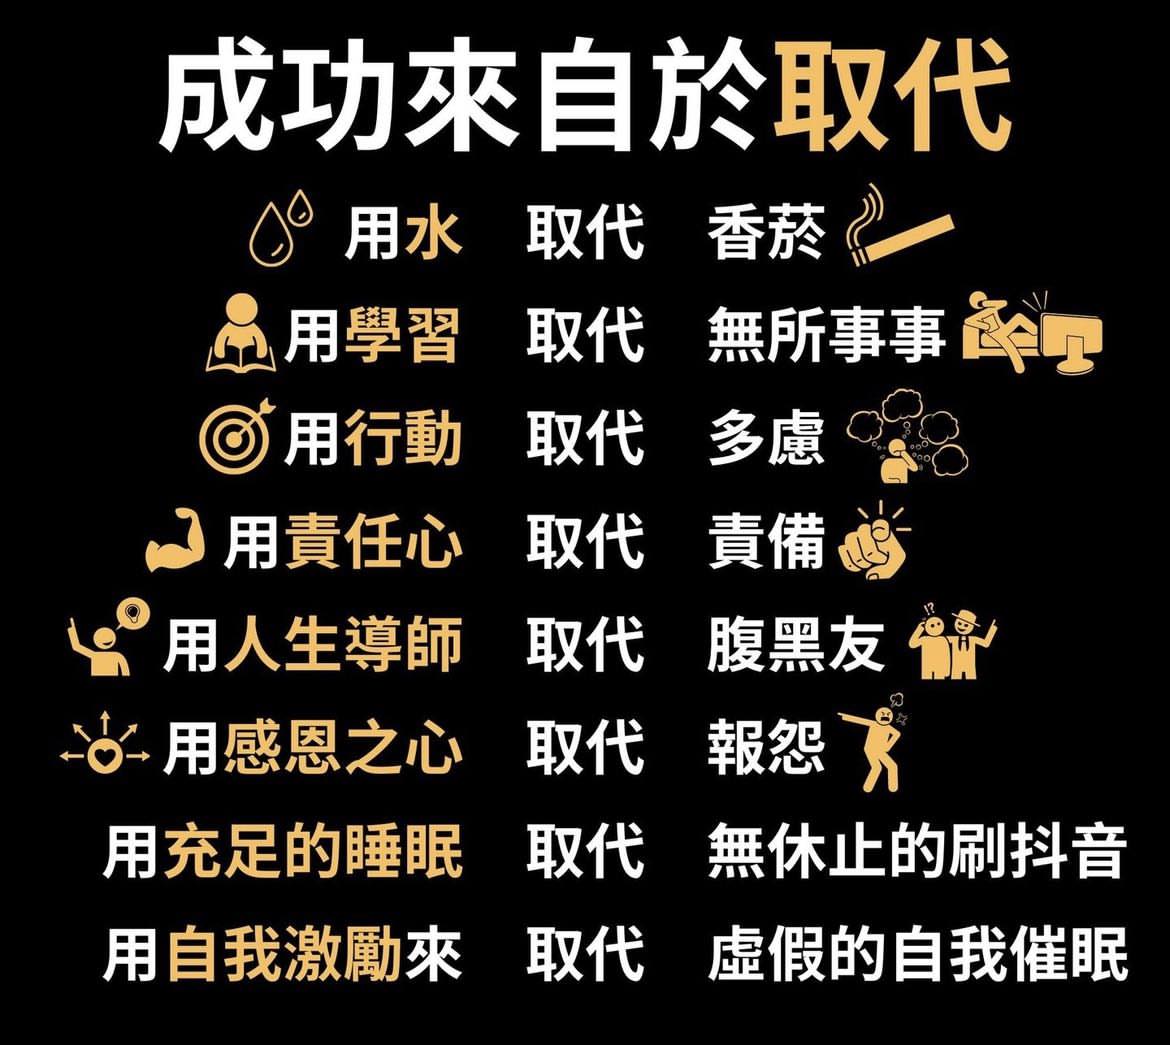 成功來自於取代
用水 取代 香菸
用學習 取代 無所事事
用行動 取代 多慮
用責任心 取代 責備
用人生導師 取代 腹黑友
用感恩之心 取代 報怨
用充足的睡眠 取代 無休止的刷抖音
用自我激勵來 取代 虛假的自我催眠